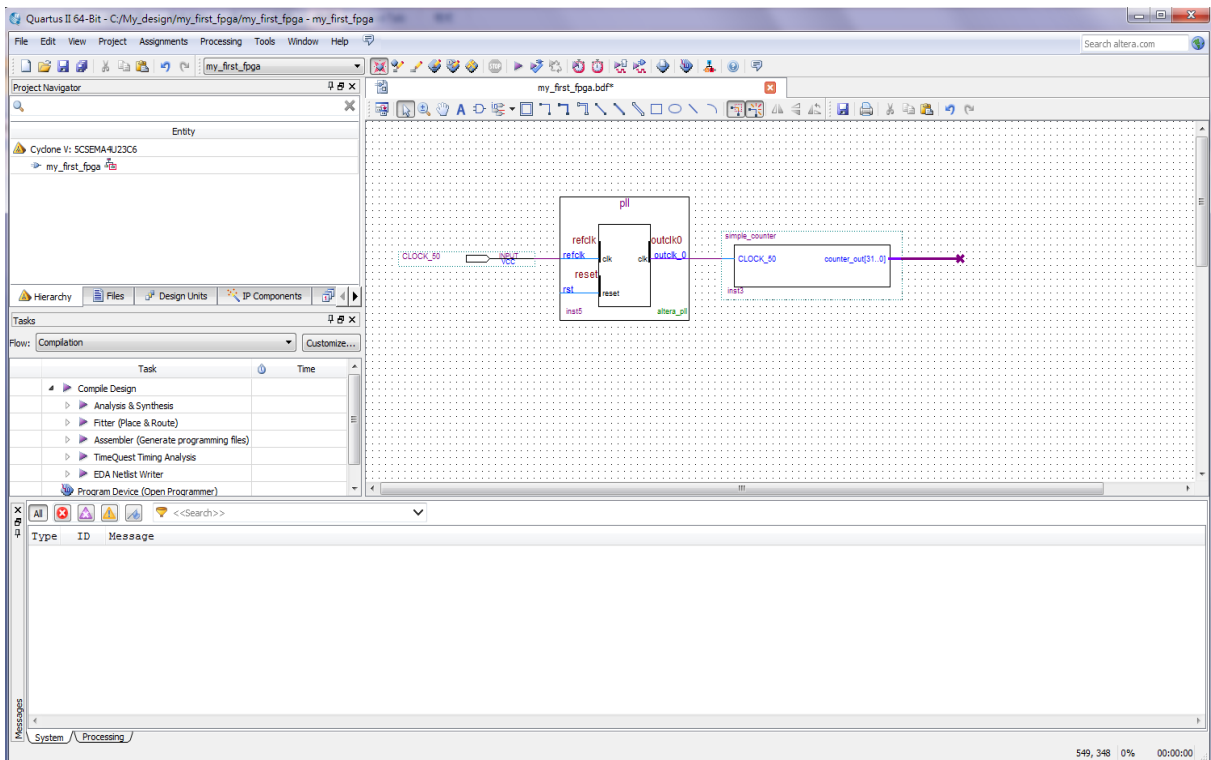 Quartus II 64-Bit - C:/My_design/my_first_fpga/my_first_fpga - my_first_fpga
File Edit View Project Assignments Processing Tools Window Help
Search altera.com
my_first_fpga
Project Navigator
my_first_fpga.bdf*
Entity
Cyclone V: 5CSEMA4U23C6
my_first_fpga
Hierarchy Files Design Units IP Components
Tasks
Flow: Compilation Customize...
Task Time
Compile Design
Analysis & Synthesis
Fitter (Place & Route)
Assembler (Generate programming files)
TimeQuest Timing Analysis
EDA Netlist Writer
Program Device (Open Programmer)
pll
refclk outclk0
simple_counter
CLOCK_50 INPUT refclk clk clk outclk_0 CLOCK_50 counter_out[31..0]
VCC
reset
rst reset
inst3
inst5 altera_pll
All <<Search>>
Type ID Message
Messages
System Processing
549, 348 0% 00:00:00